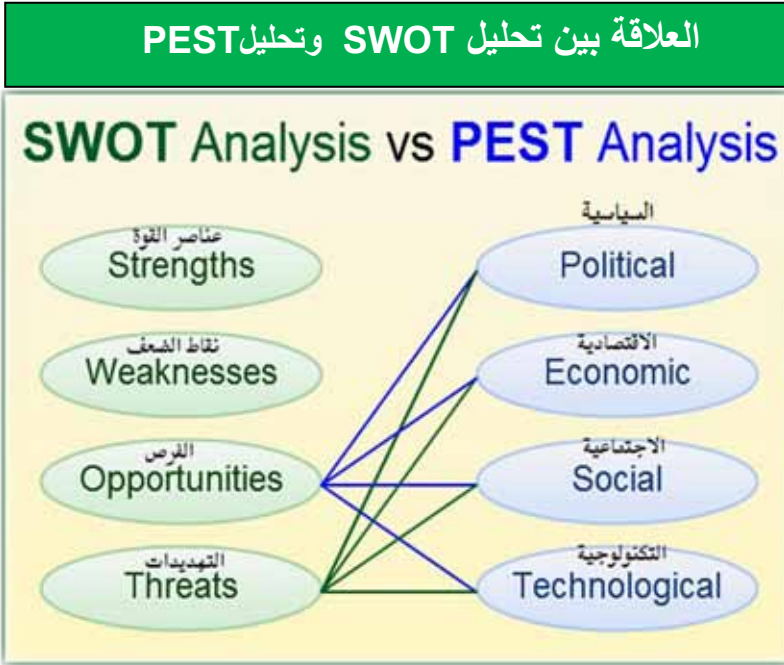 العلاقة بين تحليل SWOT وتحليلPEST
SWOT Analysis vs PEST Analysis
عناصر القوة
Strengths
نقاط الضعف
Weaknesses
الفرص
Opportunities
التهديدات
Threats
السياسية
Political
الاقتصادية
Economic
الاجتماعية
Social
التكنولوجية
Technological